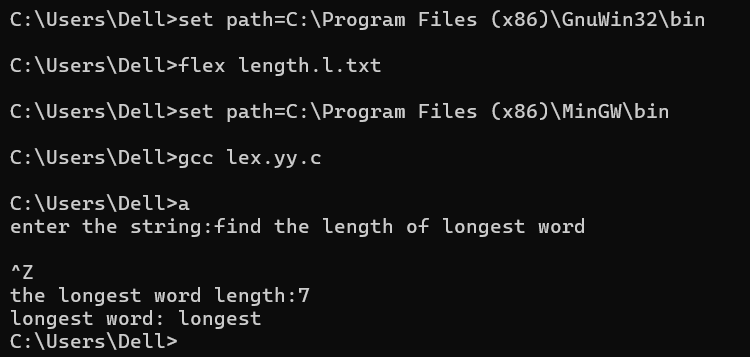 C:\Users\Dell>set path=C:\Program Files (x86)\GnuWin32\bin
C:\Users\Dell>flex length.l.txt
C:\Users\Dell>set path=C:\Program Files (x86)\MinGW\bin
C:\Users\Dell>gcc lex.yy.c
C:\Users\Dell>a
enter the string:find the length of longest word
^Z
the longest word length:7
longest word: longest
C:\Users\Dell>